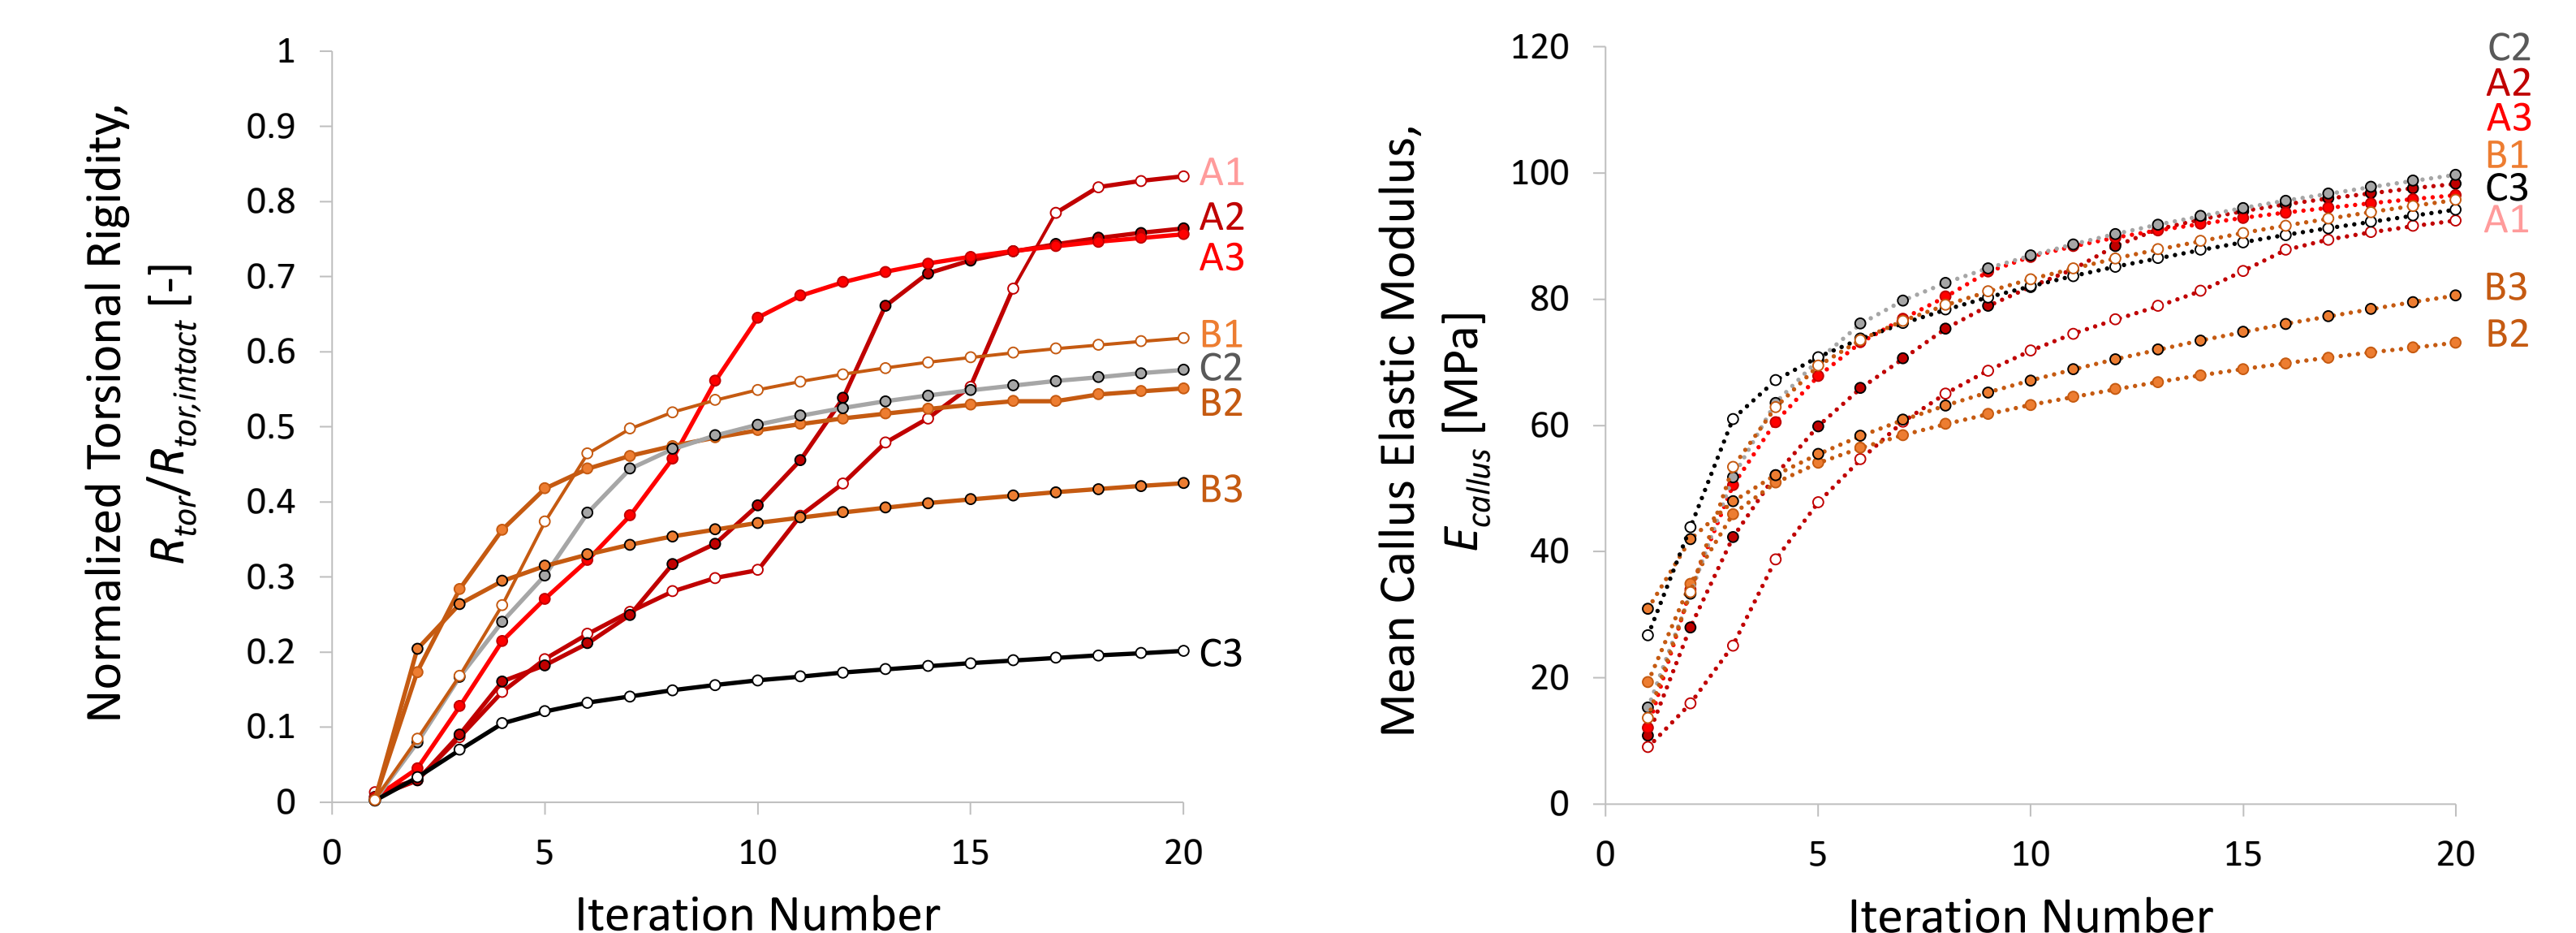 Normalized Torsional Rigidity,
Rtor/Rtor,intact [-]
1
0.9
0.8
0.7
0.6
0.5
0.4
0.3
0.2
0.1
0
0 5 10 15 20
Iteration Number
A1
A2
A3
B1
C2
B2
B3
C3
Mean Callus Elastic Modulus,
Ecallus [MPa]
120
100
80
60
40
20
0
0 5 10 15 20
Iteration Number
C2
A2
A3
B1
C3
A1
B3
B2